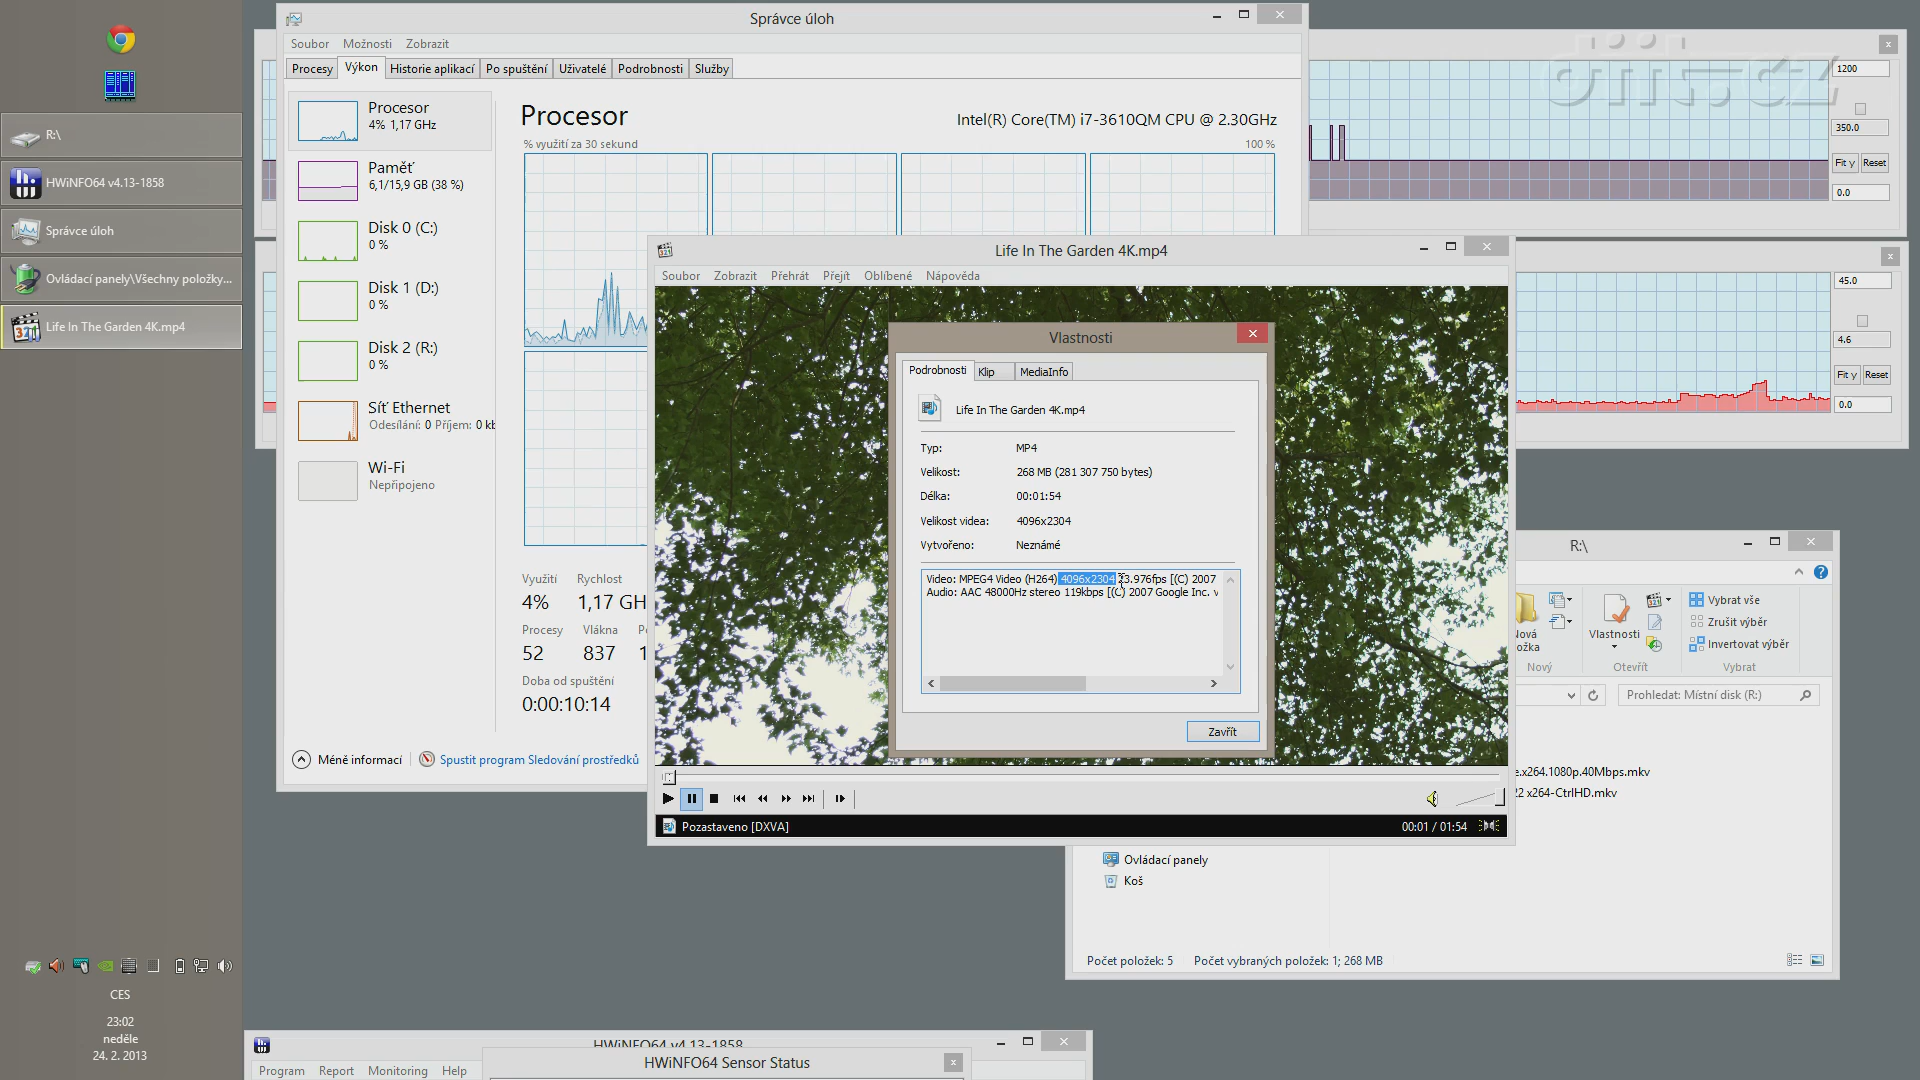 R:\
HWiNFO64 v4.13-1858
Správce úloh
Ovládací panely\Všechny položky...
Life In The Garden 4K.mp4
CES
23:02
neděle
24. 2. 2013
Správce úloh
Soubor Možnosti Zobrazit
Procesy Výkon Historie aplikací Po spuštění Uživatelé Podrobnosti Služby
Procesor
4% 1,17 GHz
Paměť
6,1/15,9 GB (38 %)
Disk 0 (C:)
0 %
Disk 1 (D:)
0 %
Disk 2 (R:)
0 %
Síť Ethernet
Odesílání: 0 Příjem: 0 kb
Wi-Fi
Nepřipojeno
Procesor
Intel(R) Core(TM) i7-3610QM CPU @ 2.30GHz
% využití za 30 sekund 100 %
Využití Rychlost
4% 1,17 GH
Procesy Vlákna
52 837 1
Doba od spuštění
0:00:10:14
Méně informací Spustit program Sledování prostředků
diit.cz
1200
350.0
Fit y Reset
0.0
45.0
4.6
Fit y Reset
0.0
Life In The Garden 4K.mp4
Soubor Zobrazit Přehrát Přejít Oblíbené Nápověda
Vlastnosti
Podrobnosti Klip MediaInfo
Life In The Garden 4K.mp4
Typ: MP4
Velikost: 268 MB (281 307 750 bytes)
Délka: 00:01:54
Velikost videa: 4096x2304
Vytvořeno: Neznámé
Video: MPEG4 Video (H264) 4096x2304 23.976fps [(C) 2007
Audio: AAC 48000Hz stereo 119kbps [(C) 2007 Google Inc. v
Zavřít
Pozastaveno [DXVA] 00:01 / 01:54
R:\
Nová
ložka
Nový
Vlastnosti
Otevřít
Vybrat vše
Zrušit výběr
Invertovat výběr
Vybrat
Prohledat: Místní disk (R:)
e.x264.1080p.40Mbps.mkv
22 x264-CtrlHD.mkv
Ovládací panely
Koš
Počet položek: 5 Počet vybraných položek: 1; 268 MB
HWiNFO64 v4.13-1858
Program Report Monitoring Help
HWiNFO64 Sensor Status